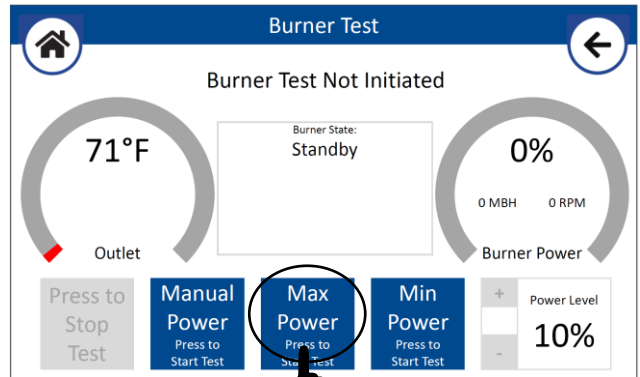 Burner Test
Burner Test Not Initiated
71°F
Outlet
Burner State:
Standby
0%
0 MBH 0 RPM
Burner Power
Press to
Stop
Test
Manual
Power
Press to
Start Test
Max
Power
Press to
Start Test
Min
Power
Press to
Start Test
+
-
Power Level
10%